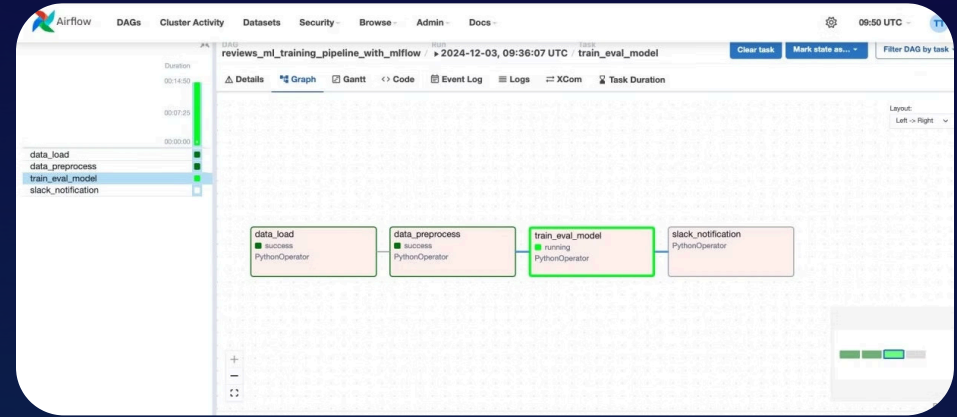 Airflow DAGs Cluster Activity Datasets Security Browse Admin Docs 09:50 UTC TT
DAG Run Task
reviews_ml_training_pipeline_with_mlflow / 2024-12-03, 09:36:07 UTC / train_eval_model
Clear task Mark state as... Filter DAG by task
Details Graph Gantt Code Event Log Logs XCom Task Duration
Duration
00:14:50
00:07:25
00:00:00
data_load
data_preprocess
train_eval_model
slack_notification
Layout:
Left -> Right
data_load
success
PythonOperator
data_preprocess
success
PythonOperator
train_eval_model
running
PythonOperator
slack_notification
PythonOperator